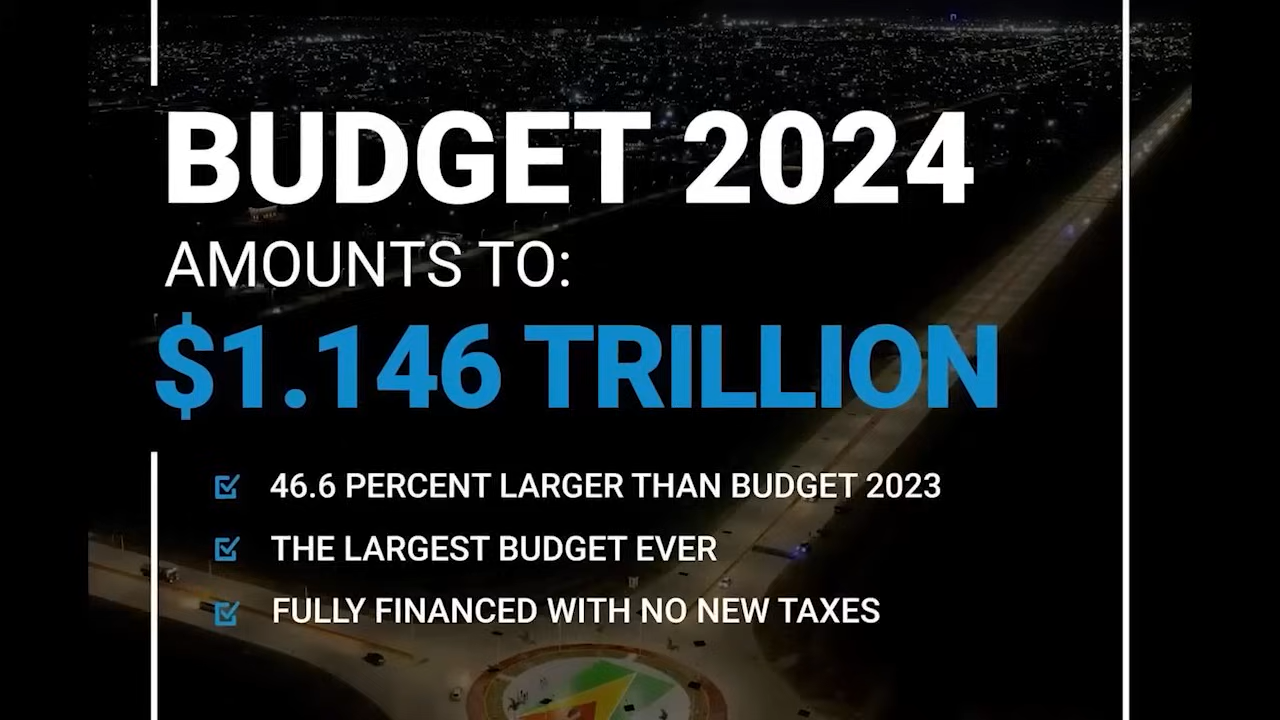 BUDGET 2024
AMOUNTS TO:
$1.146 TRILLION
46.6 PERCENT LARGER THAN BUDGET 2023
THE LARGEST BUDGET EVER
FULLY FINANCED WITH NO NEW TAXES